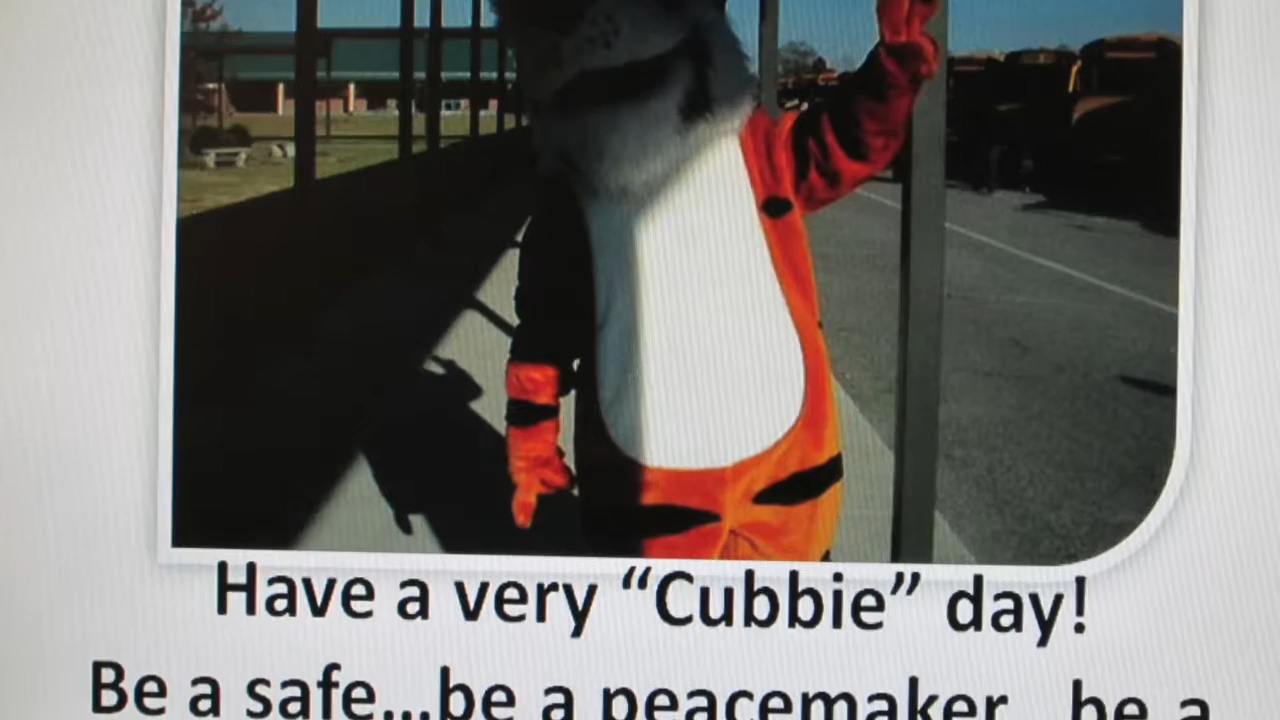 Have a very “Cubbie” day!
Be a safe...be a peacemaker...be a